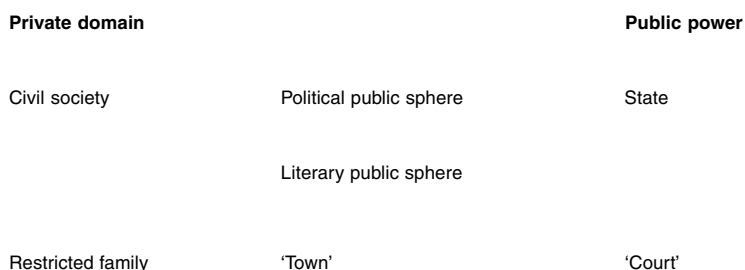 Private domain Public power
Civil society Political public sphere State
Literary public sphere
Restricted family ‘Town’ ‘Court’